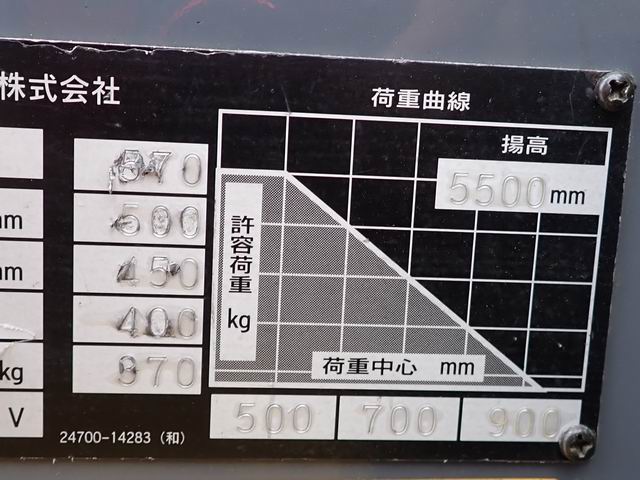 株式会社
荷重曲線
揚高
5500mm
570
500
450
400
370
mm
mm
kg
V
許容荷重
kg
荷重中心 mm
500 700 900
24700-14283 (和)